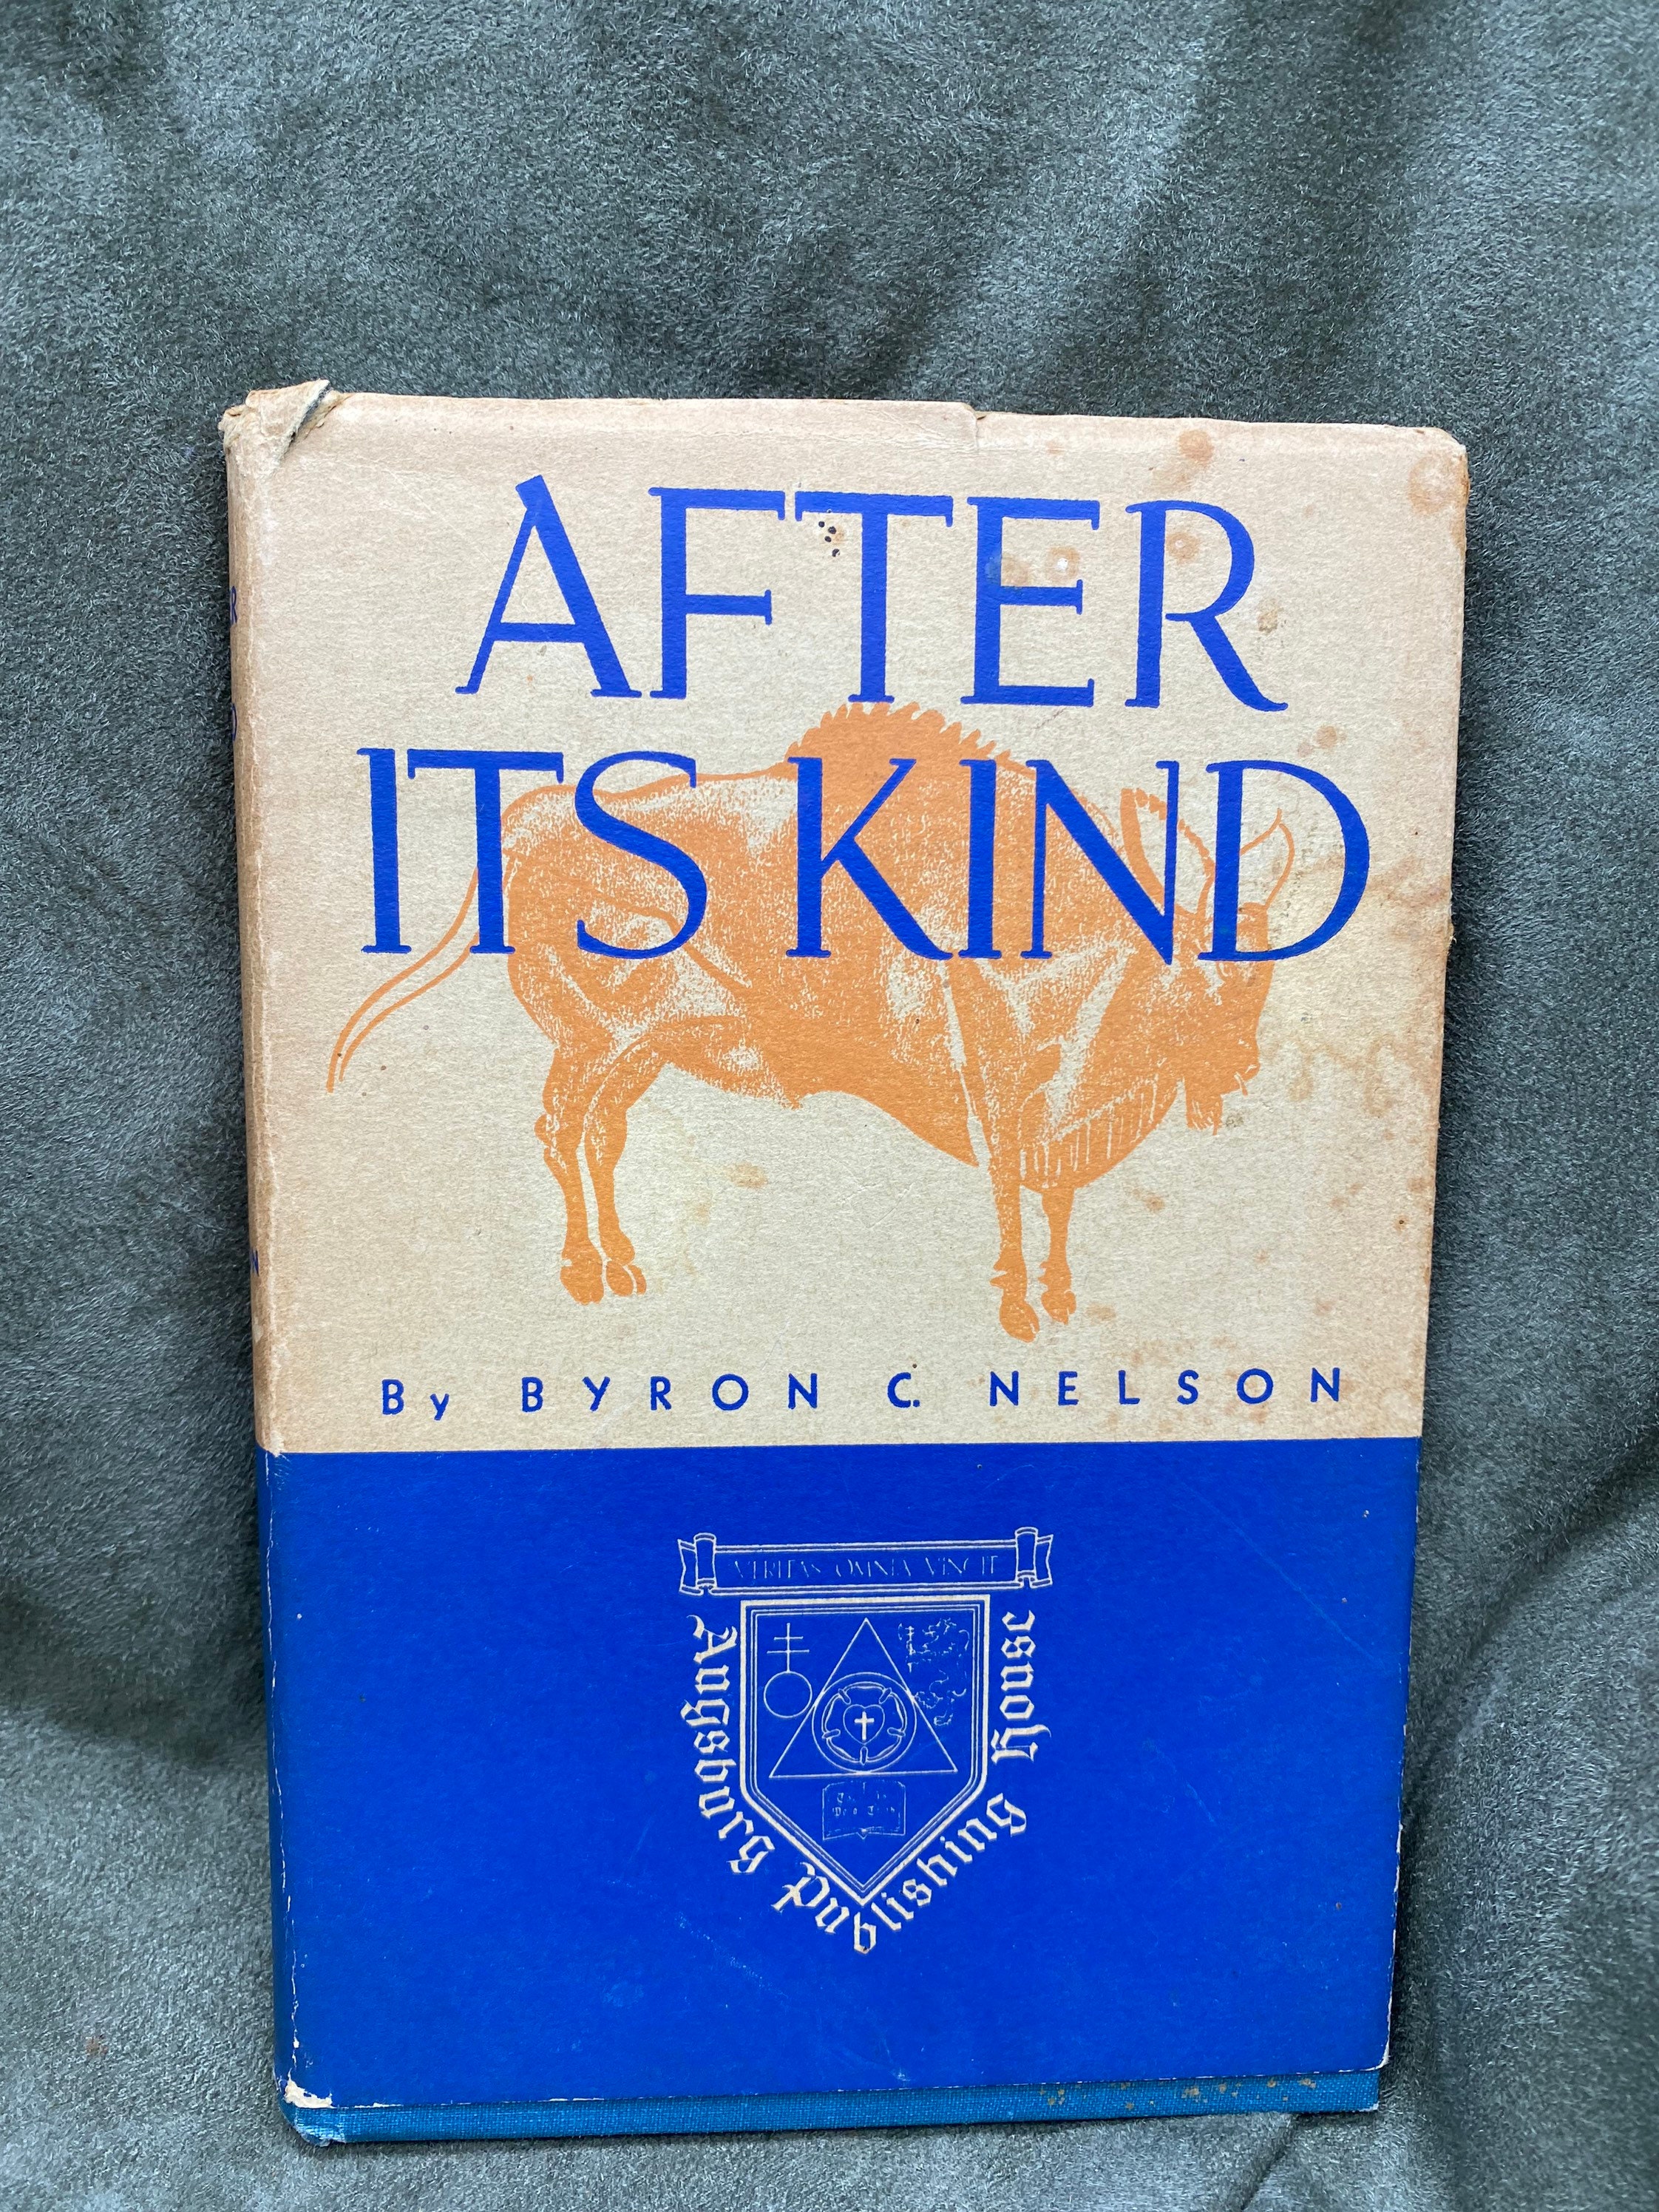 AFTER
ITS KIND
By BYRON C. NELSON
VERITAS OMNIA VINCIT
Augsburg Publishing House